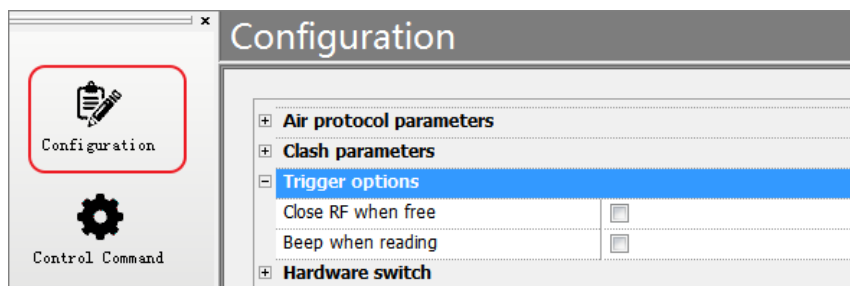 Configuration
Control Command
Configuration
Air protocol parameters
Clash parameters
Trigger options
Close RF when free
Beep when reading
Hardware switch